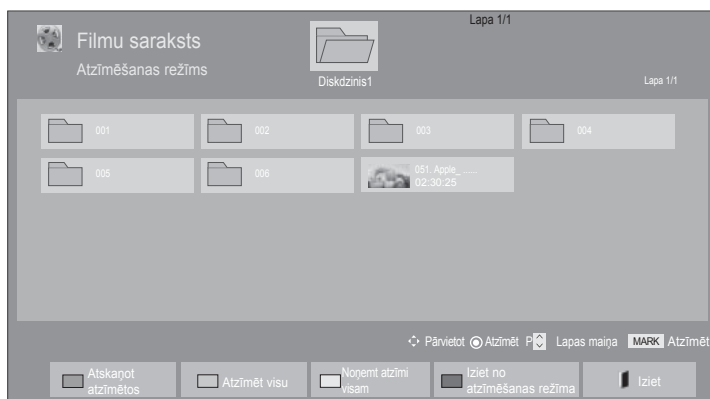 Lapa 1/1
Filmu saraksts
Atzīmēšanas režīms
Diskdzinis1
Lapa 1/1
001
002
003
004
005
006
051. Apple_ ......
02:30:25
Pārvietot Atzīmēt P Lapas maiņa MARK Atzīmēt
Atskaņot
atzīmētos
Atzīmēt visu
Noņemt atzīmi
visam
Iziet no
atzīmēšanas režīma
Iziet